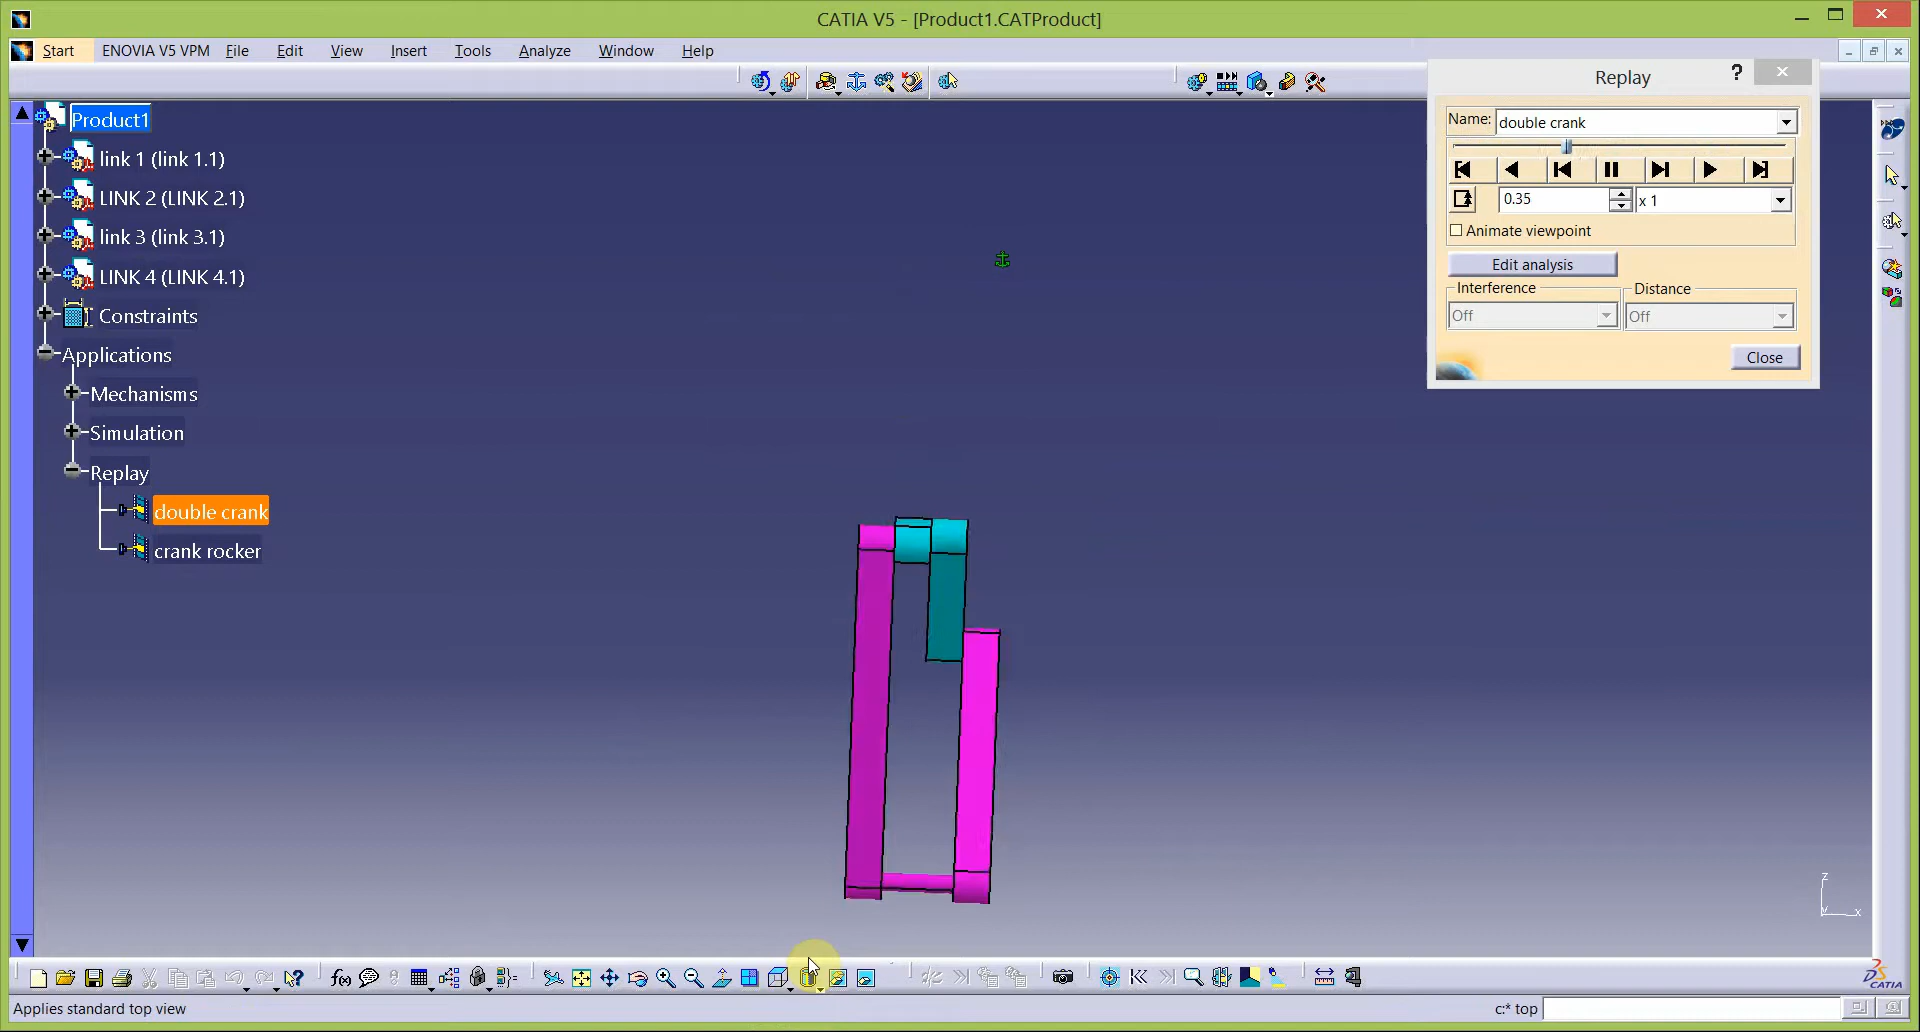 CATIA V5 - [Product1.CATProduct]
Start ENOVIA V5 VPM File Edit View Insert Tools Analyze Window Help
Product1
link 1 (link 1.1)
LINK 2 (LINK 2.1)
link 3 (link 3.1)
LINK 4 (LINK 4.1)
Constraints
Applications
Mechanisms
Simulation
Replay
double crank
crank rocker
Replay
Name: double crank
0.35 x 1
Animate viewpoint
Edit analysis
Interference Distance
Off Off
Close
z
x
f(x)
CATIA
Applies standard top view c:* top